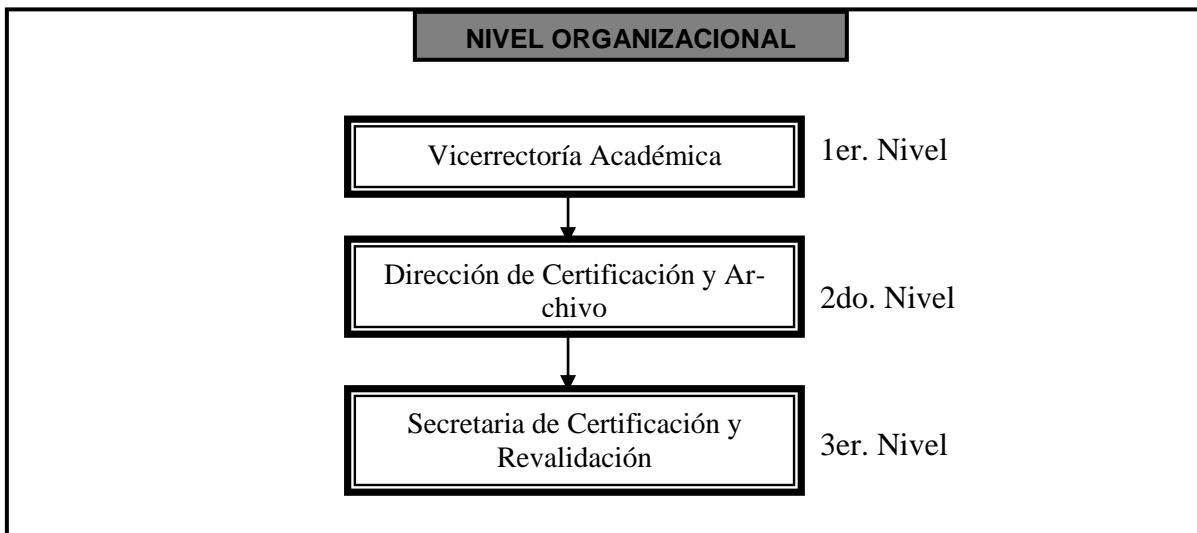 NIVEL ORGANIZACIONAL
Vicerrectoría Académica
1er. Nivel
Dirección de Certificación y Ar-
chivo
2do. Nivel
Secretaria de Certificación y
Revalidación
3er. Nivel